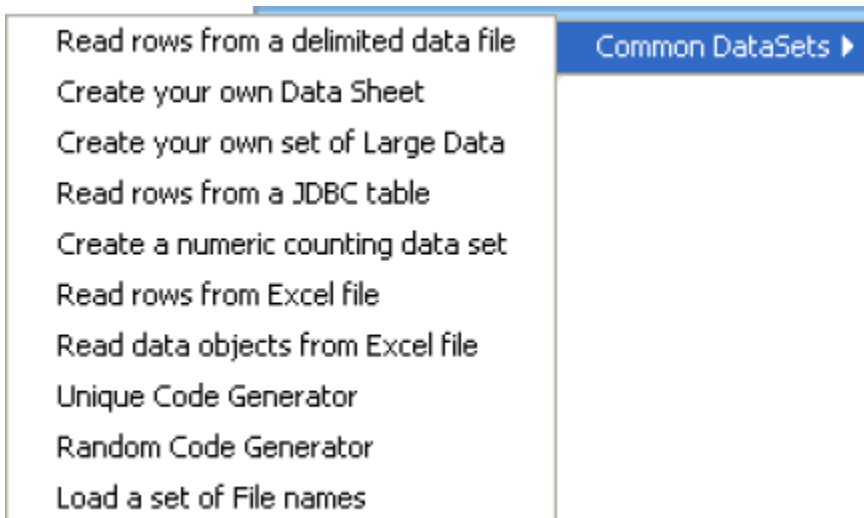 Read rows from a delimited data file
Common DataSets
Create your own Data Sheet
Create your own set of Large Data
Read rows from a JDBC table
Create a numeric counting data set
Read rows from Excel file
Read data objects from Excel file
Unique Code Generator
Random Code Generator
Load a set of File names